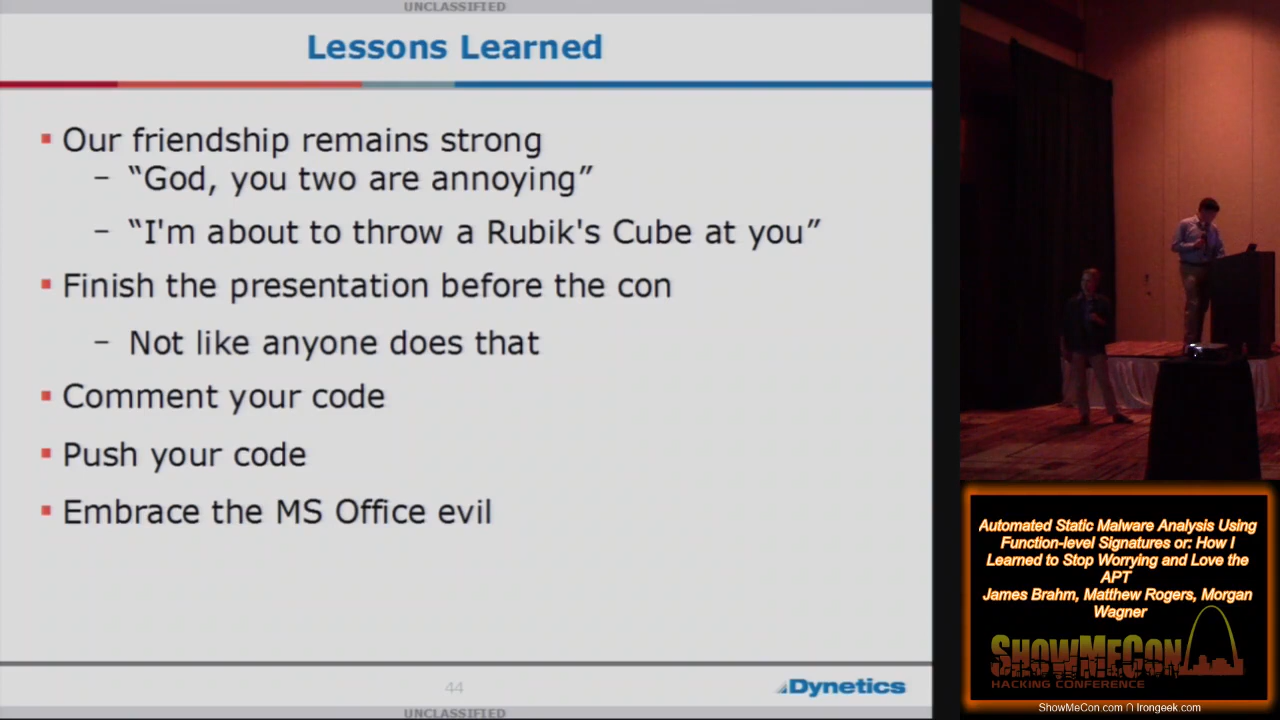 UNCLASSIFIED
Lessons Learned
▪ Our friendship remains strong
– “God, you two are annoying”
– “I'm about to throw a Rubik's Cube at you”
▪ Finish the presentation before the con
– Not like anyone does that
▪ Comment your code
▪ Push your code
▪ Embrace the MS Office evil
44
Dynetics
UNCLASSIFIED
Automated Static Malware Analysis Using
Function-level Signatures or: How I
Learned to Stop Worrying and Love the
APT
James Brahm, Matthew Rogers, Morgan
Wagner
ShowMeCon
HACKING CONFERENCE
ShowMeCon.com ∩ Irongeek.com